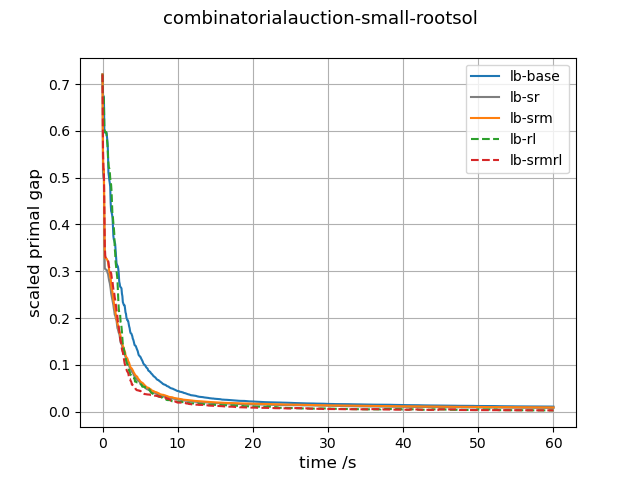 combinatorialauction-small-rootsol
lb-base
lb-sr
lb-srm
lb-rl
lb-srmrl
scaled primal gap
0.7
0.6
0.5
0.4
0.3
0.2
0.1
0.0
0 10 20 30 40 50 60
time /s